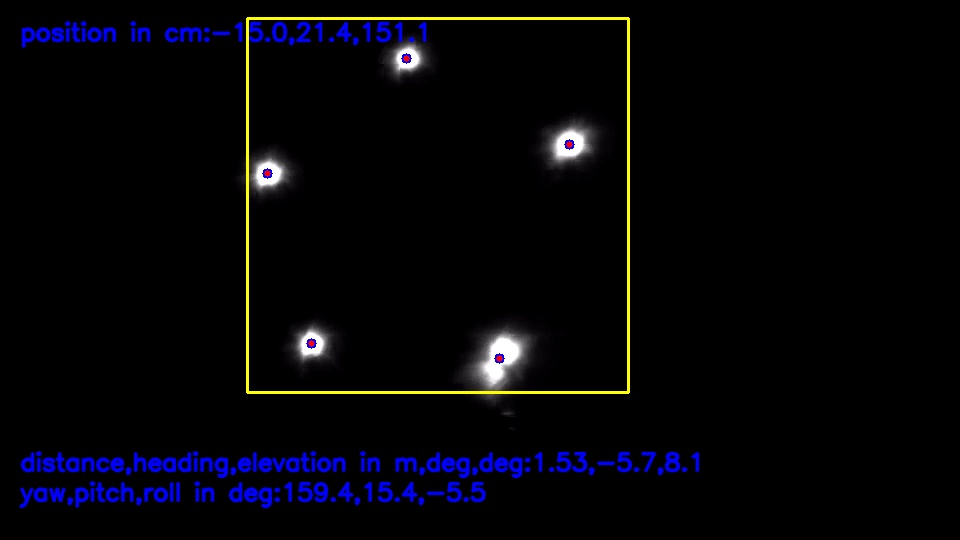 position in cm:-15.0,21.4,151.1
distance,heading,elevation in m,deg,deg:1.53,-5.7,8.1
yaw,pitch,roll in deg:159.4,15.4,-5.5